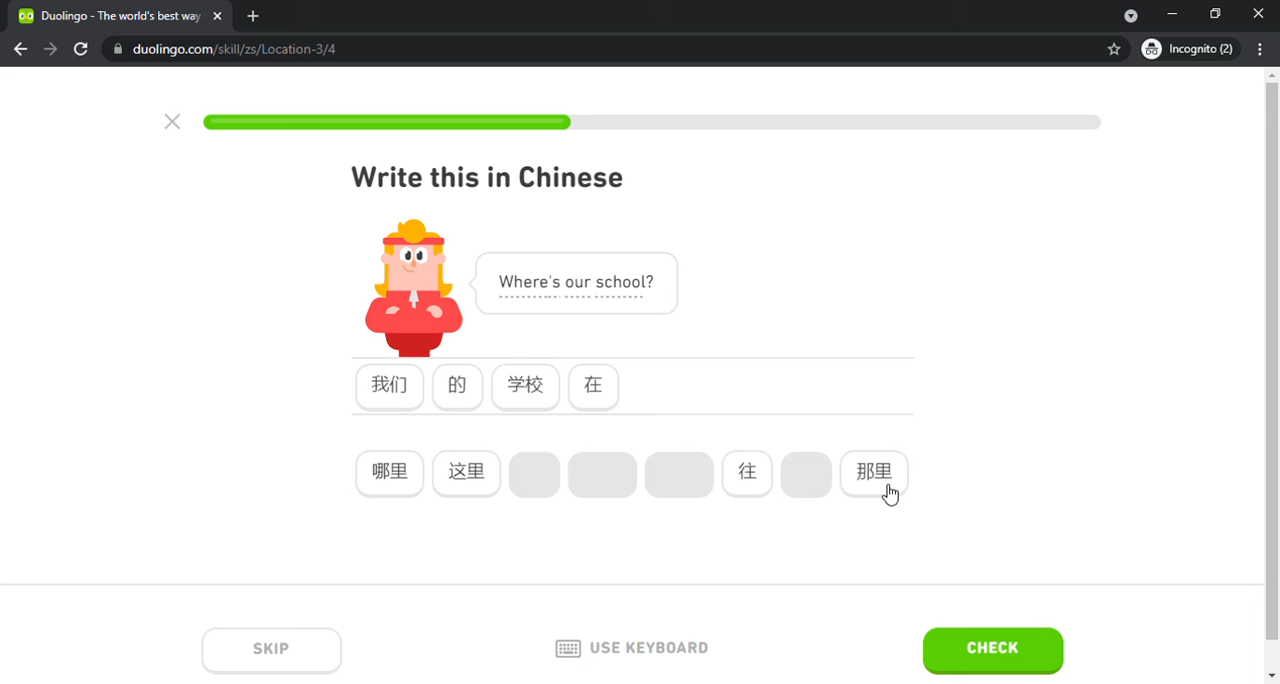 Duolingo - The world's best way
duolingo.com/skill/zs/Location-3/4
Incognito (2)
Write this in Chinese
Where's our school?
我们 的 学校 在
哪里 这里 往 那里
SKIP
USE KEYBOARD
CHECK